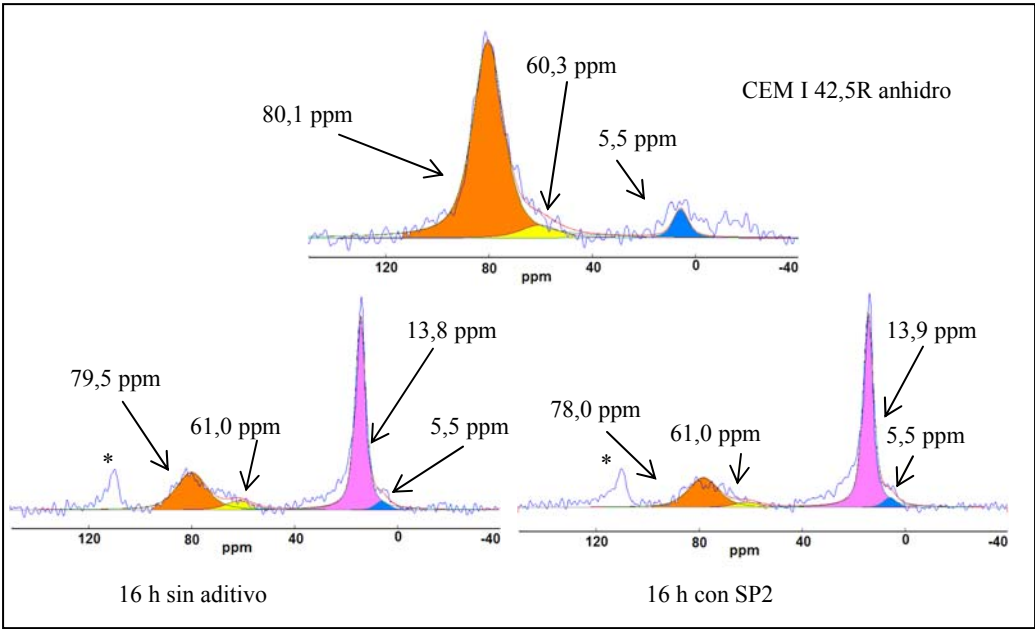 60,3 ppm
CEM I 42,5R anhidro
80,1 ppm
5,5 ppm
120 80 40 0 -40
ppm
13,8 ppm
13,9 ppm
79,5 ppm
78,0 ppm
61,0 ppm
5,5 ppm
61,0 ppm
5,5 ppm
*
*
120 80 40 0 -40
ppm
120 80 40 0 -40
ppm
16 h sin aditivo
16 h con SP2